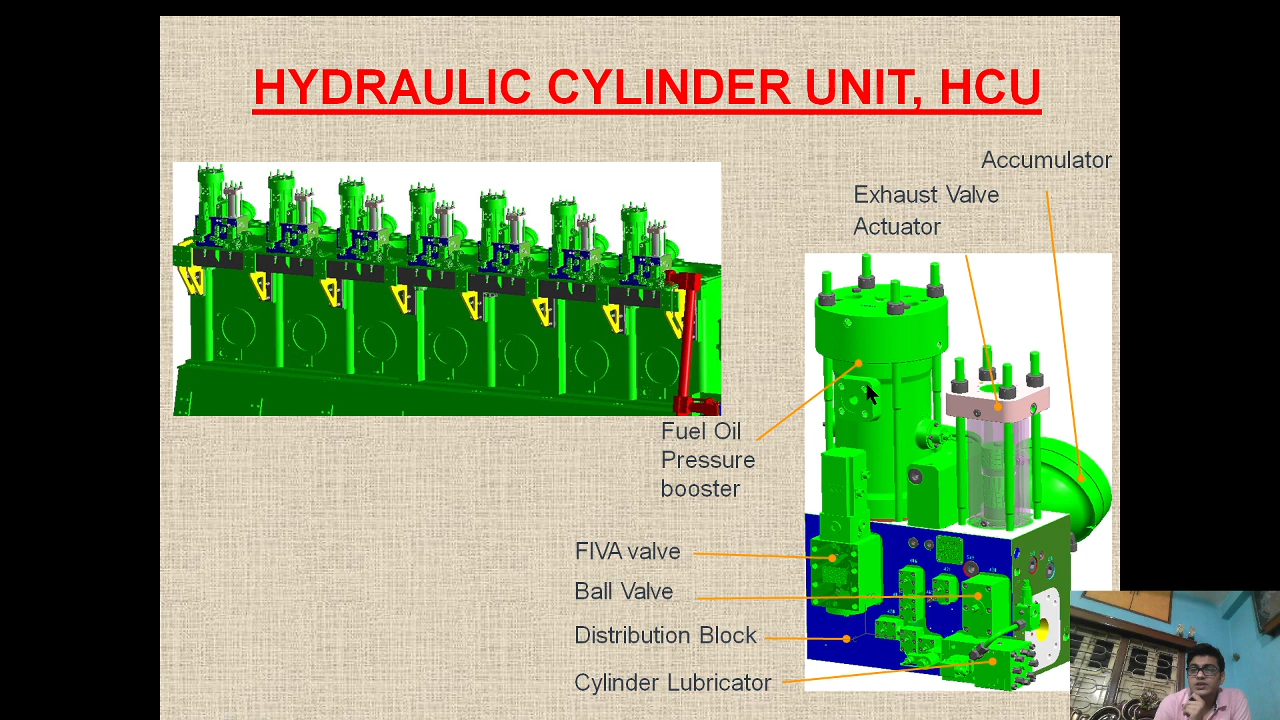 HYDRAULIC CYLINDER UNIT, HCU
Accumulator
Exhaust Valve
Actuator
Fuel Oil
Pressure
booster
FIVA valve
Ball Valve
Distribution Block
Cylinder Lubricator